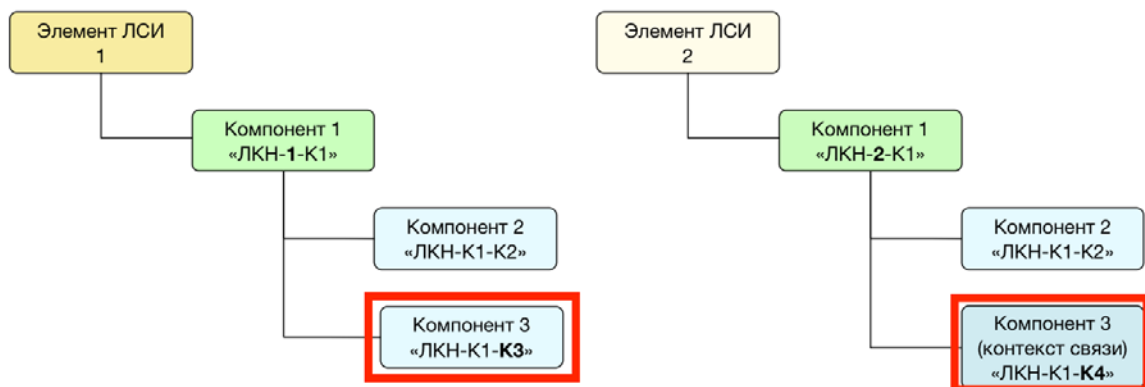 Элемент ЛСИ
1
Элемент ЛСИ
2
Компонент 1
«ЛКН-1-К1»
Компонент 1
«ЛКН-2-К1»
Компонент 2
«ЛКН-К1-К2»
Компонент 2
«ЛКН-К1-К2»
Компонент 3
«ЛКН-К1-К3»
Компонент 3
(контекст связи)
«ЛКН-К1-К4»